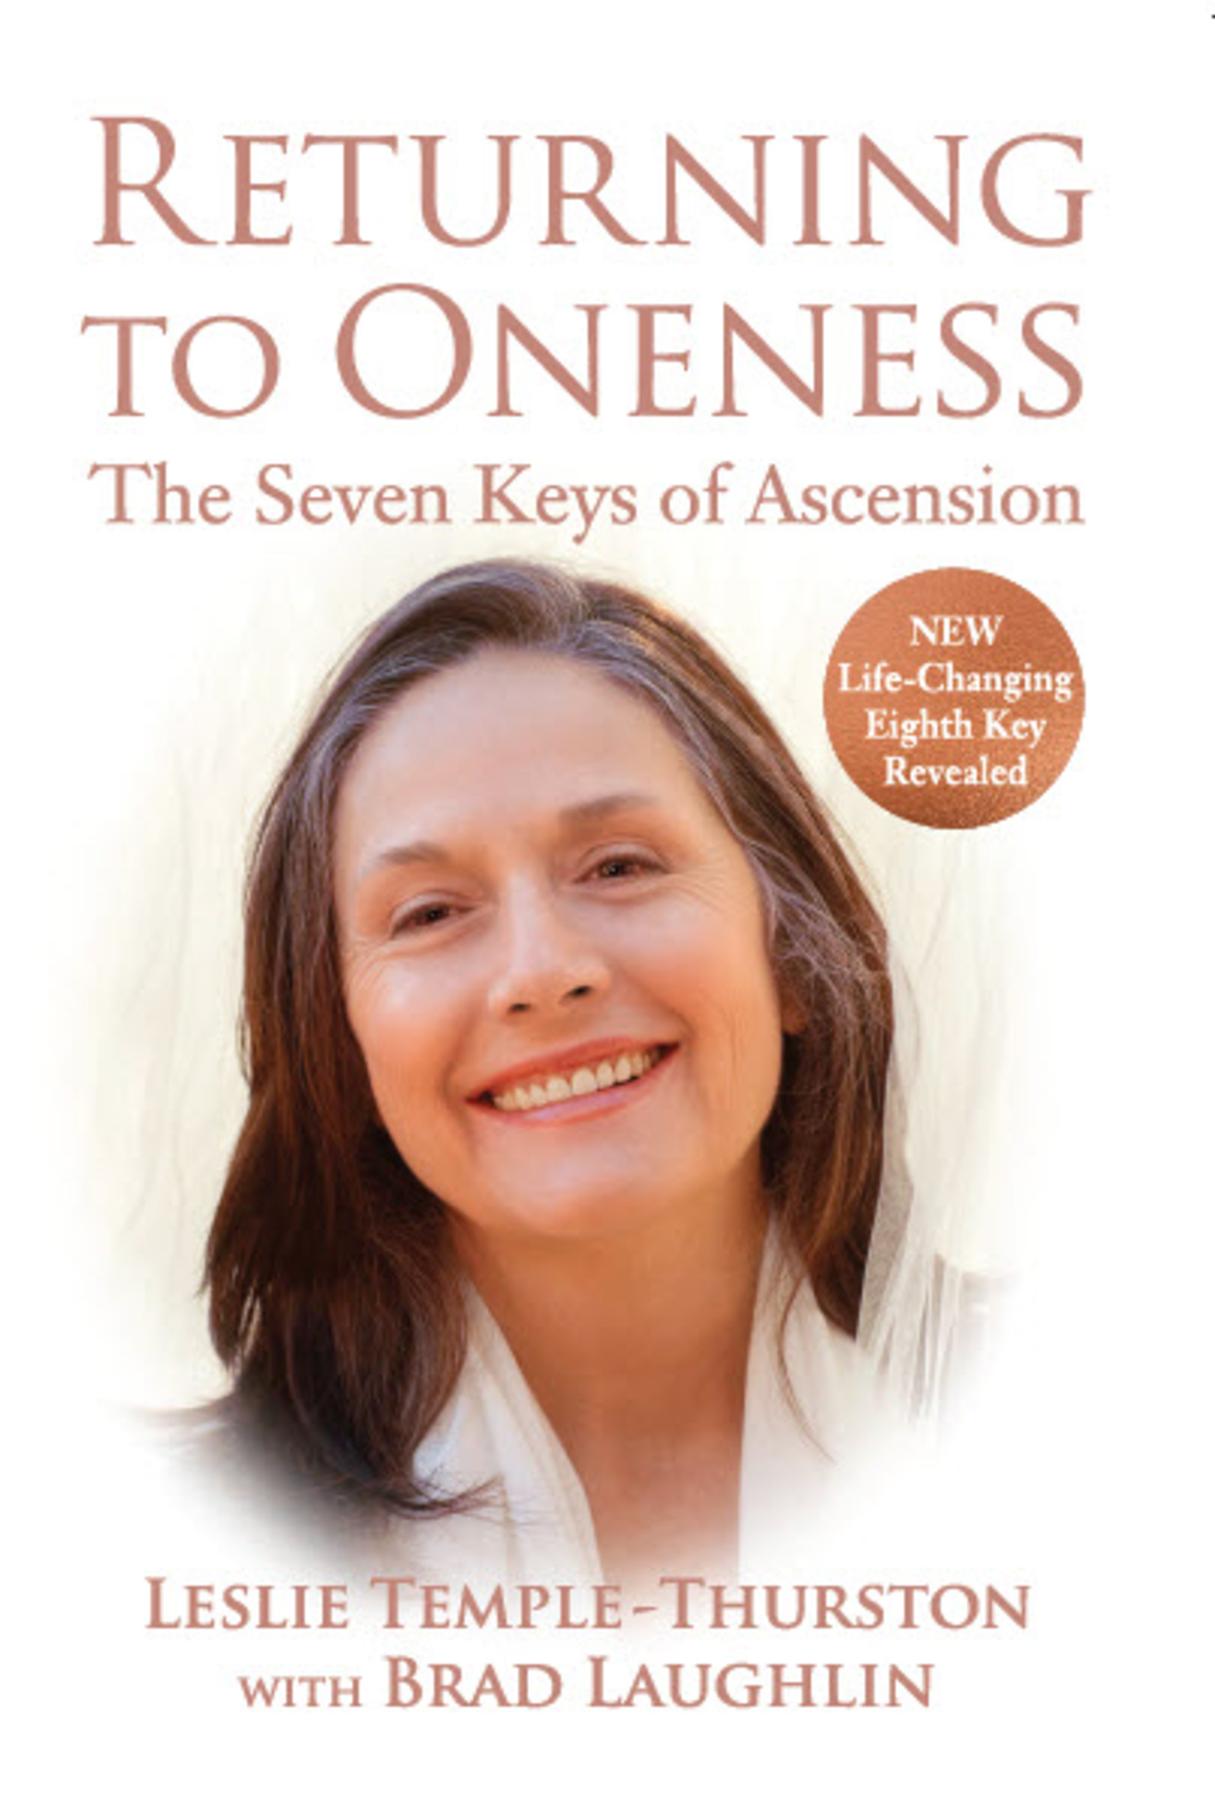 RETURNING
TO ONENESS
The Seven Keys of Ascension
NEW
Life-Changing
Eighth Key
Revealed
LESLIE TEMPLE-THURSTON
WITH BRAD LAUGHLIN